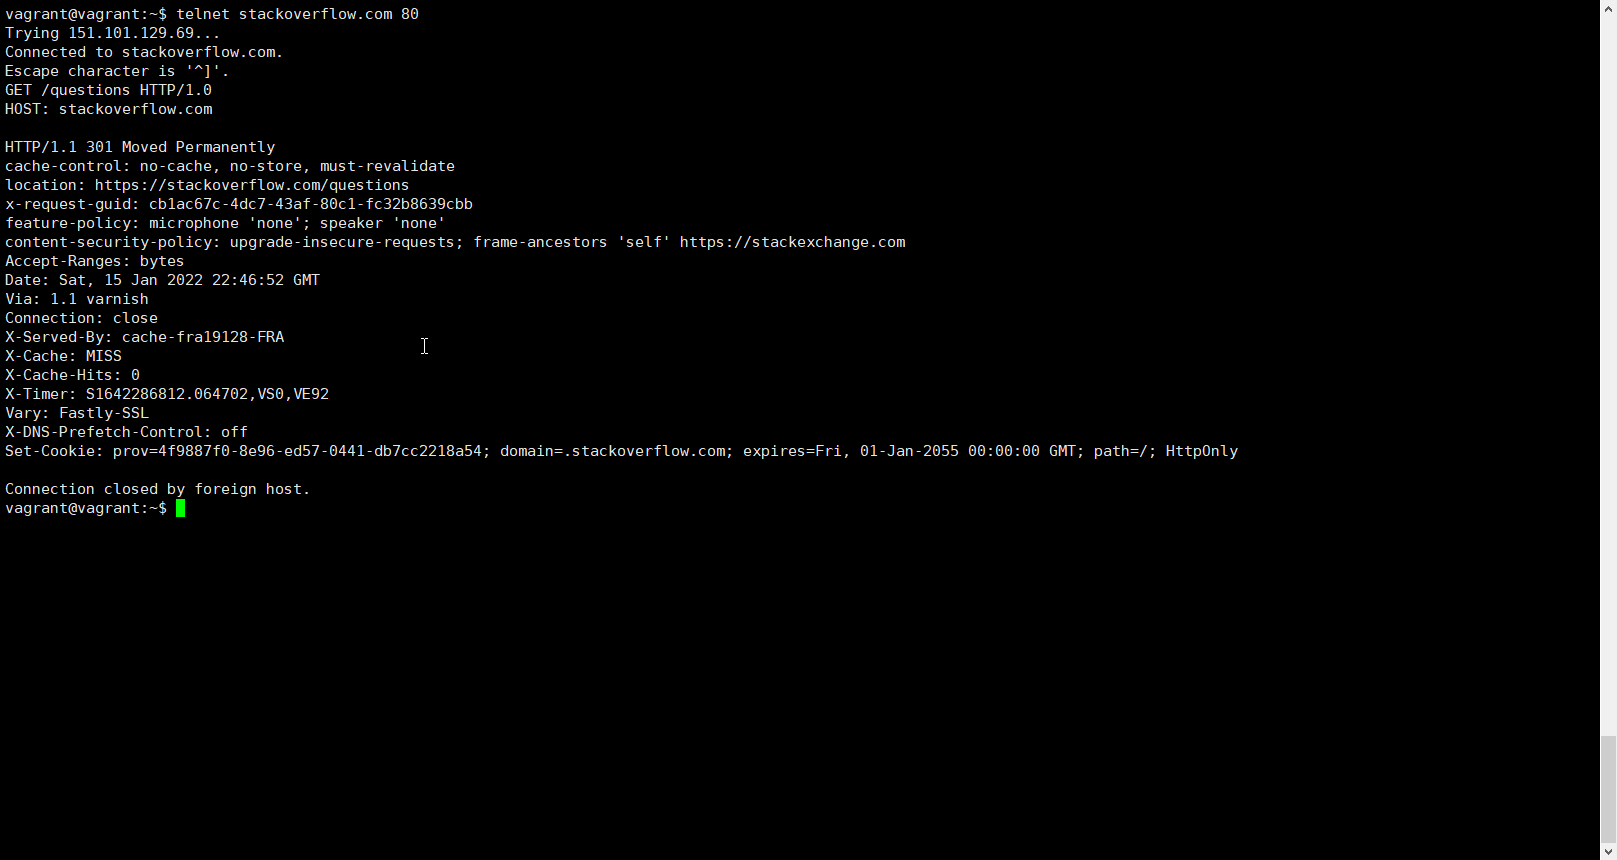 vagrant@vagrant:~$ telnet stackoverflow.com 80
Trying 151.101.129.69...
Connected to stackoverflow.com.
Escape character is '^]'.
GET /questions HTTP/1.0
HOST: stackoverflow.com

HTTP/1.1 301 Moved Permanently
cache-control: no-cache, no-store, must-revalidate
location: https://stackoverflow.com/questions
x-request-guid: cb1ac67c-4dc7-43af-80c1-fc32b8639cbb
feature-policy: microphone 'none'; speaker 'none'
content-security-policy: upgrade-insecure-requests; frame-ancestors 'self' https://stackexchange.com
Accept-Ranges: bytes
Date: Sat, 15 Jan 2022 22:46:52 GMT
Via: 1.1 varnish
Connection: close
X-Served-By: cache-fra19128-FRA
X-Cache: MISS
X-Cache-Hits: 0
X-Timer: S1642286812.064702,VS0,VE92
Vary: Fastly-SSL
X-DNS-Prefetch-Control: off
Set-Cookie: prov=4f9887f0-8e96-ed57-0441-db7cc2218a54; domain=.stackoverflow.com; expires=Fri, 01-Jan-2055 00:00:00 GMT; path=/; HttpOnly

Connection closed by foreign host.
vagrant@vagrant:~$